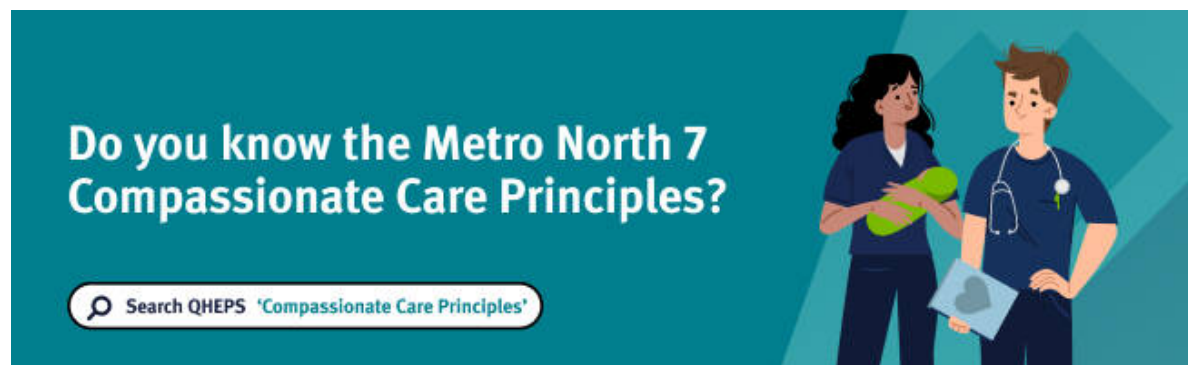 Do you know the Metro North 7
Compassionate Care Principles?
Search QHEPS 'Compassionate Care Principles'